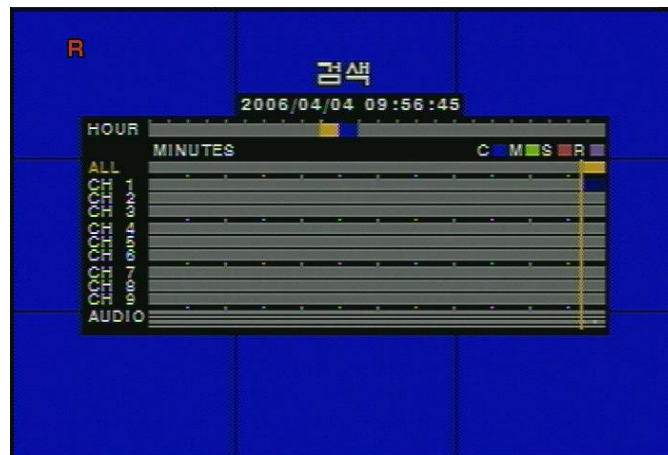 R
검색
2006/04/04 09:56:45
HOUR
MINUTES C M S R
ALL
CH 1
CH 2
CH 3
CH 4
CH 5
CH 6
CH 7
CH 8
CH 9
AUDIO